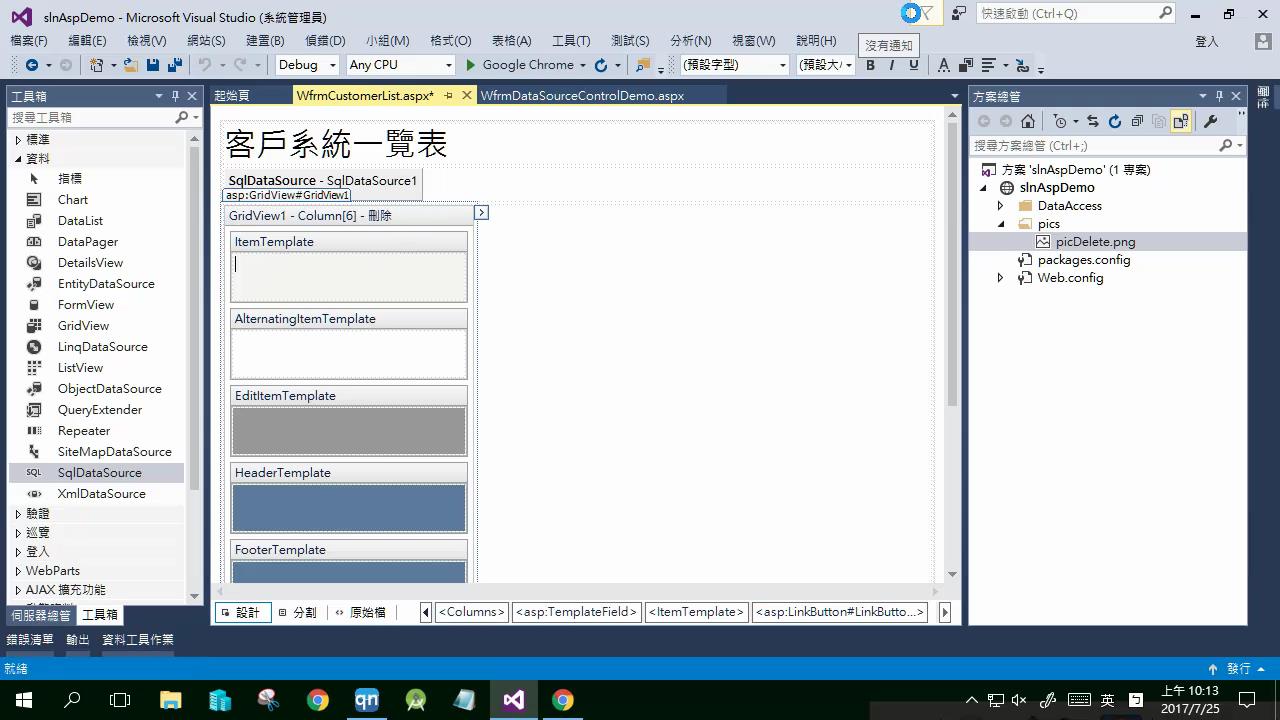 slnAspDemo - Microsoft Visual Studio (系統管理員)
快速啟動 (Ctrl+Q)
檔案(F) 編輯(E) 檢視(V) 網站(S) 建置(B) 偵錯(D) 小組(M) 格式(O) 表格(A) 工具(T) 測試(S) 分析(N) 視窗(W) 說明(H)
沒有通知
登入
Debug Any CPU Google Chrome (預設字型) (預設大 B I U A
工具箱
起始頁 WfrmCustomerList.aspx* WfrmDataSourceControlDemo.aspx
方案總管
搜尋工具箱
搜尋方案總管 (Ctrl+;)
標準
資料
指標
Chart
DataList
DataPager
DetailsView
EntityDataSource
FormView
GridView
LinqDataSource
ListView
ObjectDataSource
QueryExtender
Repeater
SiteMapDataSource
SQL SqlDataSource
XmlDataSource
驗證
巡覽
登入
WebParts
AJAX 擴充功能
伺服器總管 工具箱
客戶系統一覽表
SqlDataSource - SqlDataSource1
asp:GridView#GridView1
GridView1 - Column[6] - 刪除
ItemTemplate
AlternatingItemTemplate
EditItemTemplate
HeaderTemplate
FooterTemplate
設計 分割 原始檔 <Columns> <asp:TemplateField> <ItemTemplate> <asp:LinkButton#LinkButto...>
方案 'slnAspDemo' (1 專案)
slnAspDemo
DataAccess
pics
picDelete.png
packages.config
Web.config
錯誤清單 輸出 資料工具作業
就緒
發行
qn
英
上午 10:13
2017/7/25